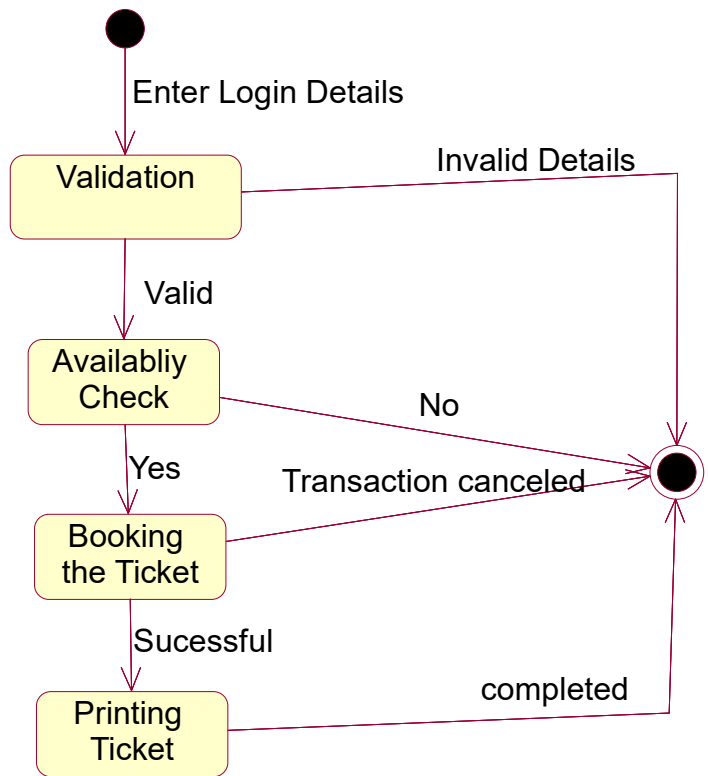 Enter Login Details
Validation
Invalid Details
Valid
Availabliy
Check
No
Yes
Transaction canceled
Booking
the Ticket
Sucessful
completed
Printing
Ticket